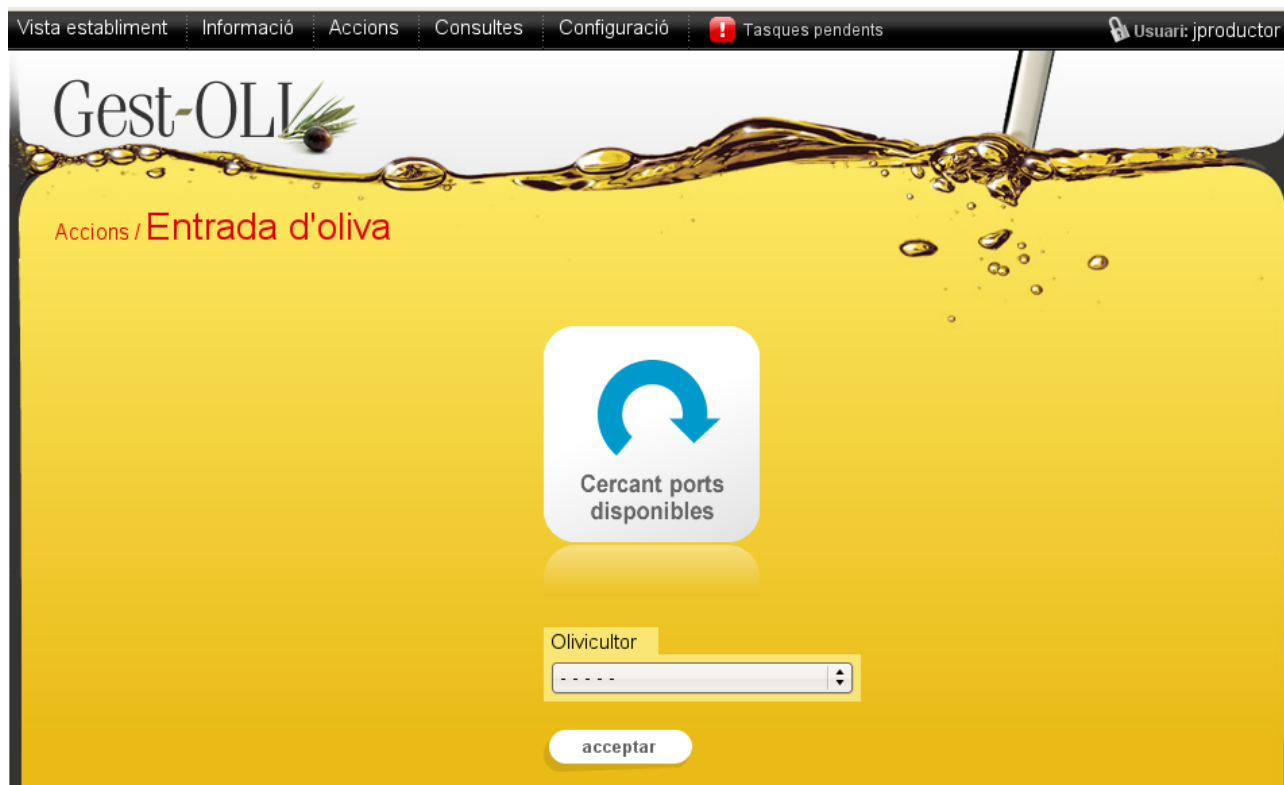 Vista establiment Informació Accions Consultes Configuració ! Tasques pendents Usuari: jproductor
Gest-OLI
Accions / Entrada d'oliva
Cercant ports
disponibles
Olivicultor
- - - - -
acceptar